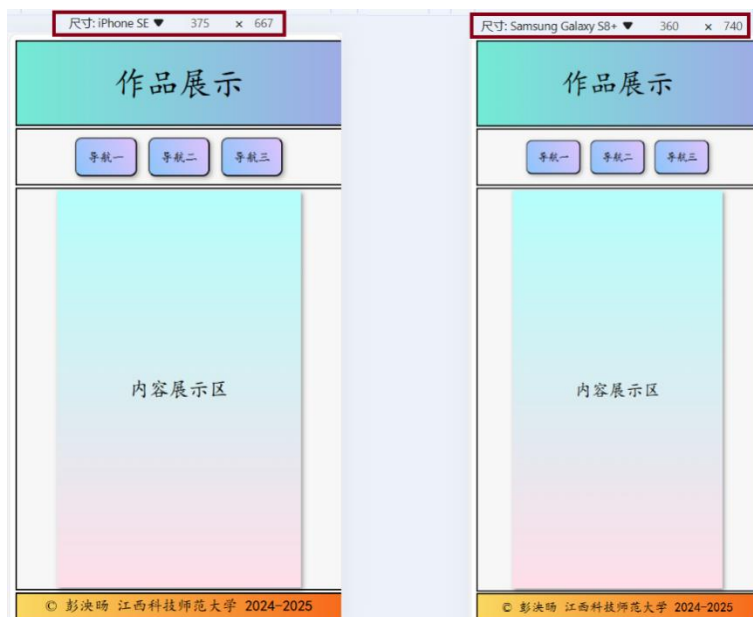 尺寸: iPhone SE ▼ 375 × 667
作品展示
导航一 导航二 导航三
内容展示区
© 彭泱旸 江西科技师范大学 2024-2025
尺寸: Samsung Galaxy S8+ ▼ 360 × 740
作品展示
导航一 导航二 导航三
内容展示区
© 彭泱旸 江西科技师范大学 2024-2025